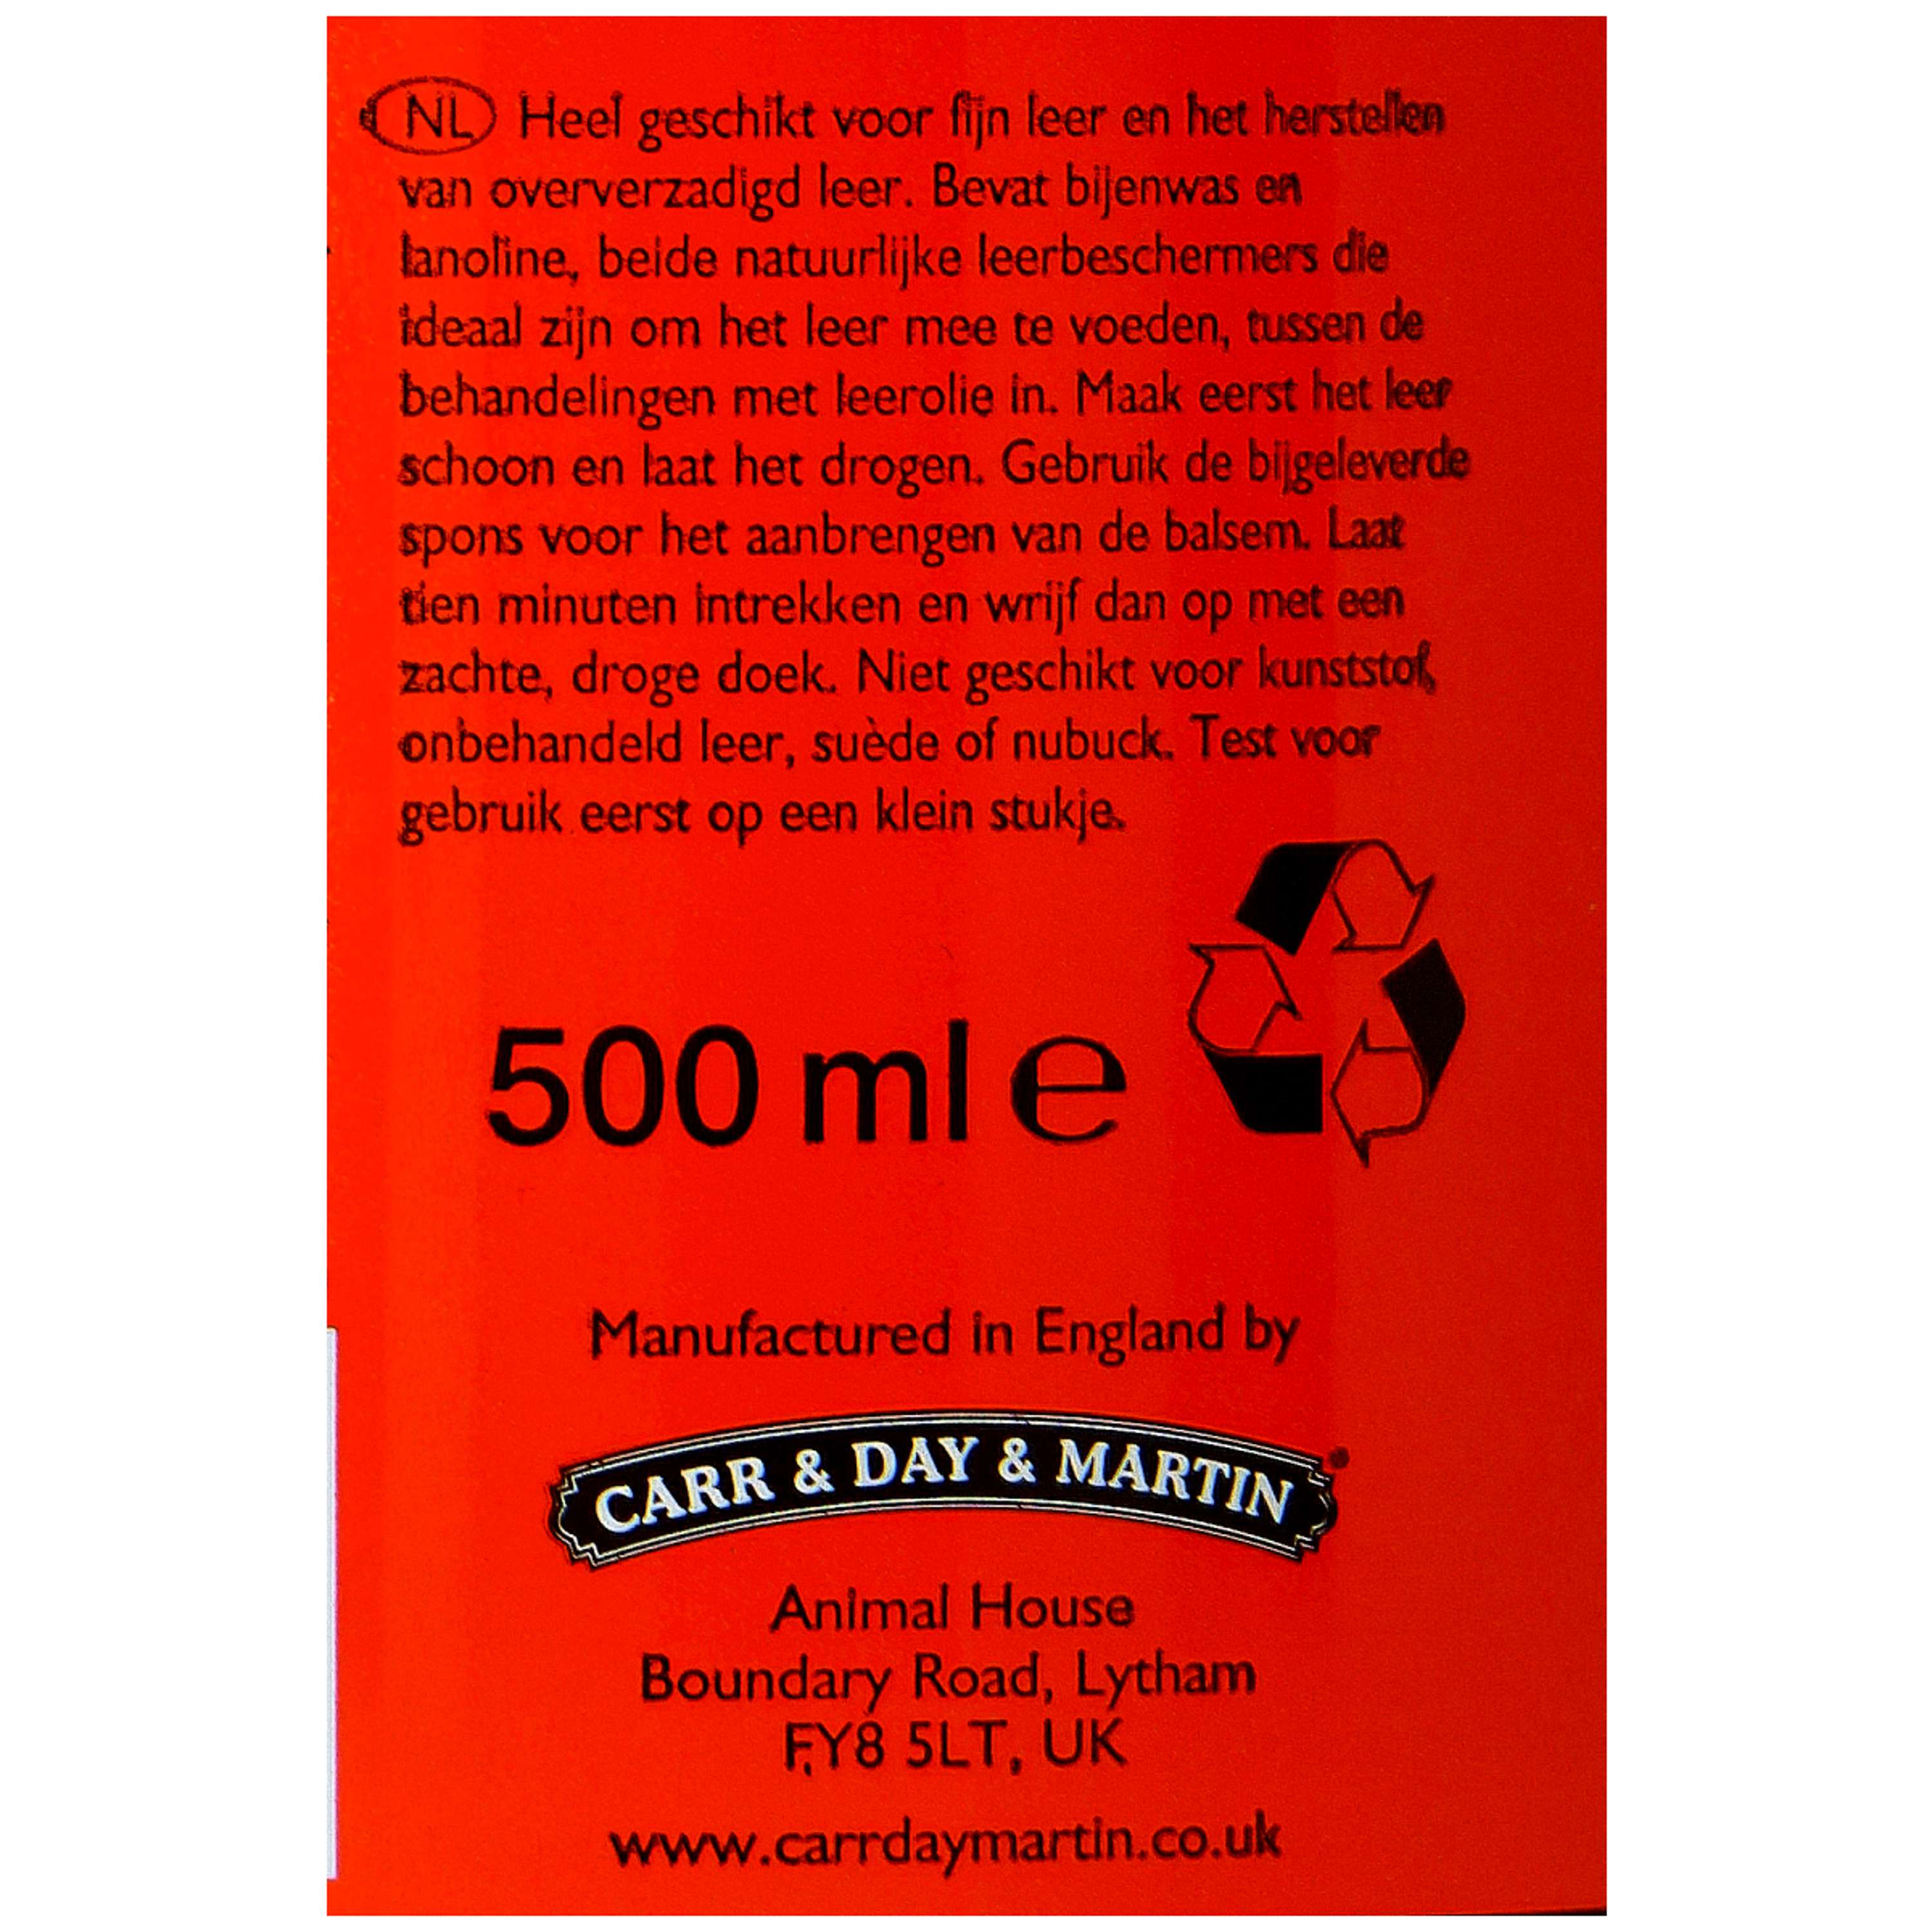 NL Heel geschikt voor fijn leer en het herstellen
van oververzadigd leer. Bevat bijenwas en
lanoline, beide natuurlijke leerbeschermers die
ideaal zijn om het leer mee te voeden, tussen de
behandelingen met leerolie in. Maak eerst het leer
schoon en laat het drogen. Gebruik de bijgeleverde
spons voor het aanbrengen van de balsem. Laat
tien minuten intrekken en wrijf dan op met een
zachte, droge doek. Niet geschikt voor kunststof,
onbehandeld leer, suède of nubuck. Test voor
gebruik eerst op een klein stukje.
500 ml e
Manufactured in England by
CARR & DAY & MARTIN
Animal House
Boundary Road, Lytham
FY8 5LT, UK
www.carrdaymartin.co.uk